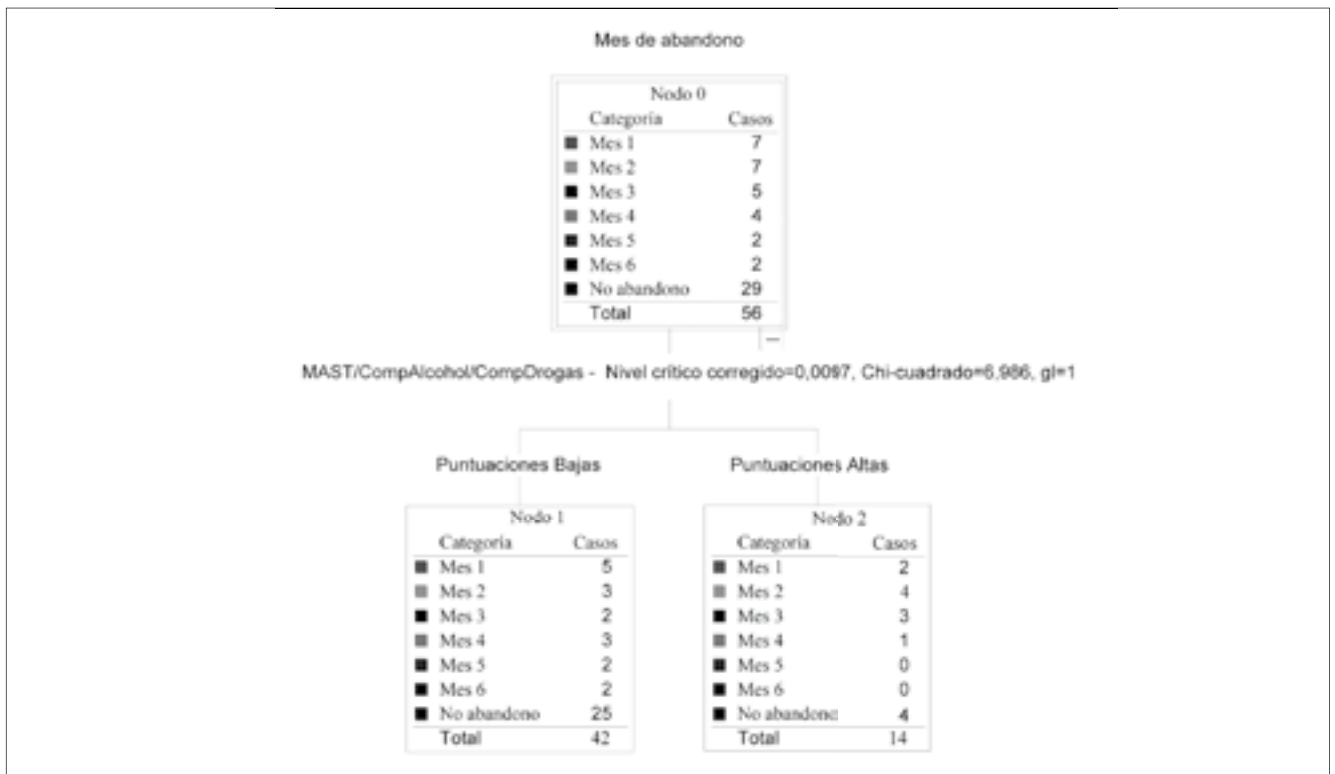 Mes de abandono
Nodo 0
Categoría Casos
Mes 1 7
Mes 2 7
Mes 3 5
Mes 4 4
Mes 5 2
Mes 6 2
No abandono 29
Total 56
MAST/CompAlcohol/CompDrogas - Nivel crítico corregido=0,0097, Chi-cuadrado=6,986, gl=1
Puntuaciones Bajas
Puntuaciones Altas
Nodo 1
Categoría Casos
Mes 1 5
Mes 2 3
Mes 3 2
Mes 4 3
Mes 5 2
Mes 6 2
No abandono 25
Total 42
Nodo 2
Categoría Casos
Mes 1 2
Mes 2 4
Mes 3 3
Mes 4 1
Mes 5 0
Mes 6 0
No abandono 4
Total 14